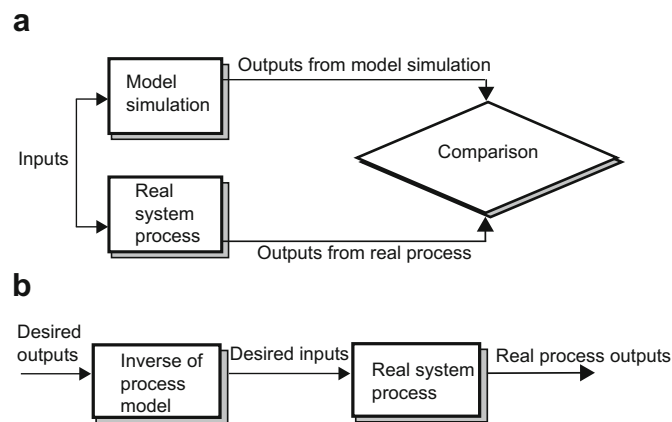 a
Outputs from model simulation
Model
simulation
Comparison
Inputs
Real
system
process
Outputs from real process
b
Desired
outputs
Inverse of
process
model
Desired inputs
Real system
process
Real process outputs